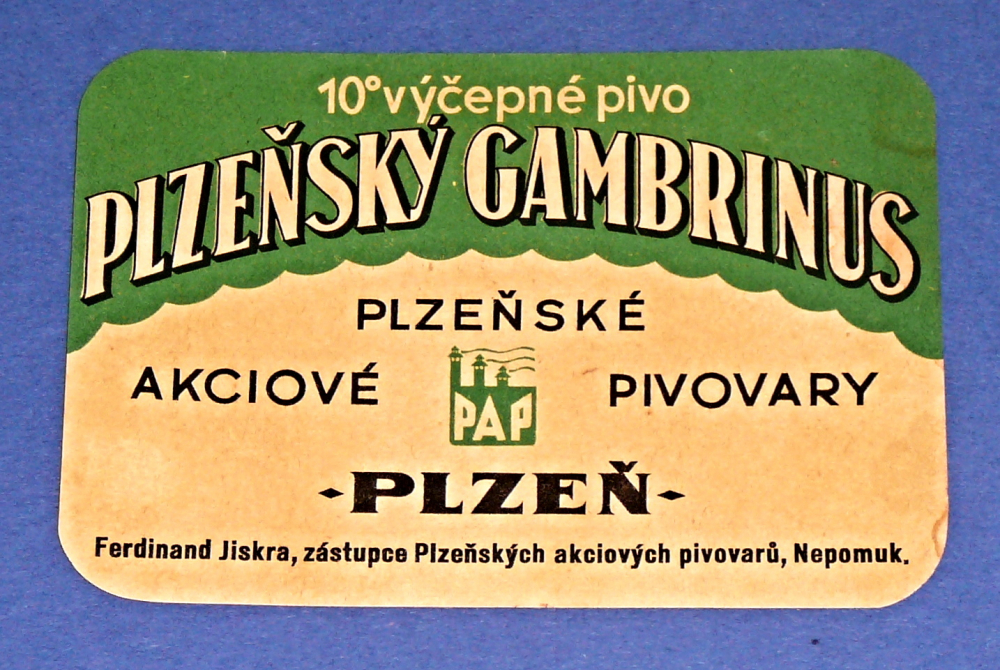 10° výčepné pivo
PLZEŇSKÝ GAMBRINUS
PLZEŇSKÉ
AKCIOVÉ PIVOVARY
PAP
-PLZEŇ-
Ferdinand Jiskra, zástupce Plzeňských akciových pivovarů, Nepomuk.